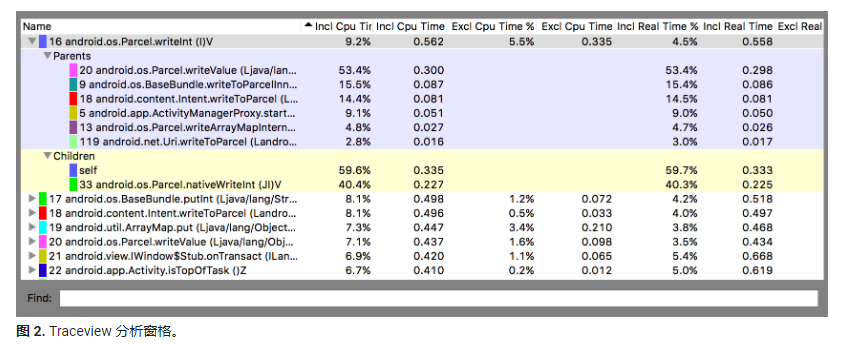 Name Incl Cpu Tir Incl Cpu Time Excl Cpu Time % Excl Cpu Time Incl Real Time % Incl Real Time Excl Real
16 android.os.Parcel.writeInt (I)V 9.2% 0.562 5.5% 0.335 4.5% 0.558
Parents
20 android.os.Parcel.writeValue (Ljava/lan... 53.4% 0.300 53.4% 0.298
9 android.os.BaseBundle.writeToParcelInn... 15.5% 0.087 15.4% 0.086
18 android.content.Intent.writeToParcel (L... 14.4% 0.081 14.5% 0.081
5 android.app.ActivityManagerProxy.start... 9.1% 0.051 9.0% 0.050
13 android.os.Parcel.writeArrayMapIntern... 4.8% 0.027 4.7% 0.026
119 android.net.Uri.writeToParcel (Landro... 2.8% 0.016 3.0% 0.017
Children
self 59.6% 0.335 59.7% 0.333
33 android.os.Parcel.nativeWriteInt (JI)V 40.4% 0.227 40.3% 0.225
17 android.os.BaseBundle.putInt (Ljava/lang/Str... 8.1% 0.498 1.2% 0.072 4.2% 0.518
18 android.content.Intent.writeToParcel (Landro... 8.1% 0.496 0.5% 0.033 4.0% 0.497
19 android.util.ArrayMap.put (Ljava/lang/Object... 7.3% 0.447 3.4% 0.210 3.8% 0.468
20 android.os.Parcel.writeValue (Ljava/lang/Obj... 7.1% 0.437 1.6% 0.098 3.5% 0.434
21 android.view.IWindow$Stub.onTransact (ILan... 6.9% 0.420 1.1% 0.065 5.4% 0.668
22 android.app.Activity.isTopOfTask ()Z 6.7% 0.410 0.2% 0.012 5.0% 0.619
Find:
图 2. Traceview 分析窗格。